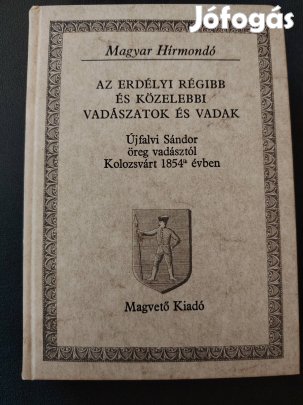 Jófogás
Magyar Hírmondó
AZ ERDÉLYI RÉGIBB
ÉS KÖZELEBBI
VADÁSZATOK ÉS VADAK
Újfalvi Sándor
öreg vadásztól
Kolozsvárt 1854ik évben
Magvető Kiadó